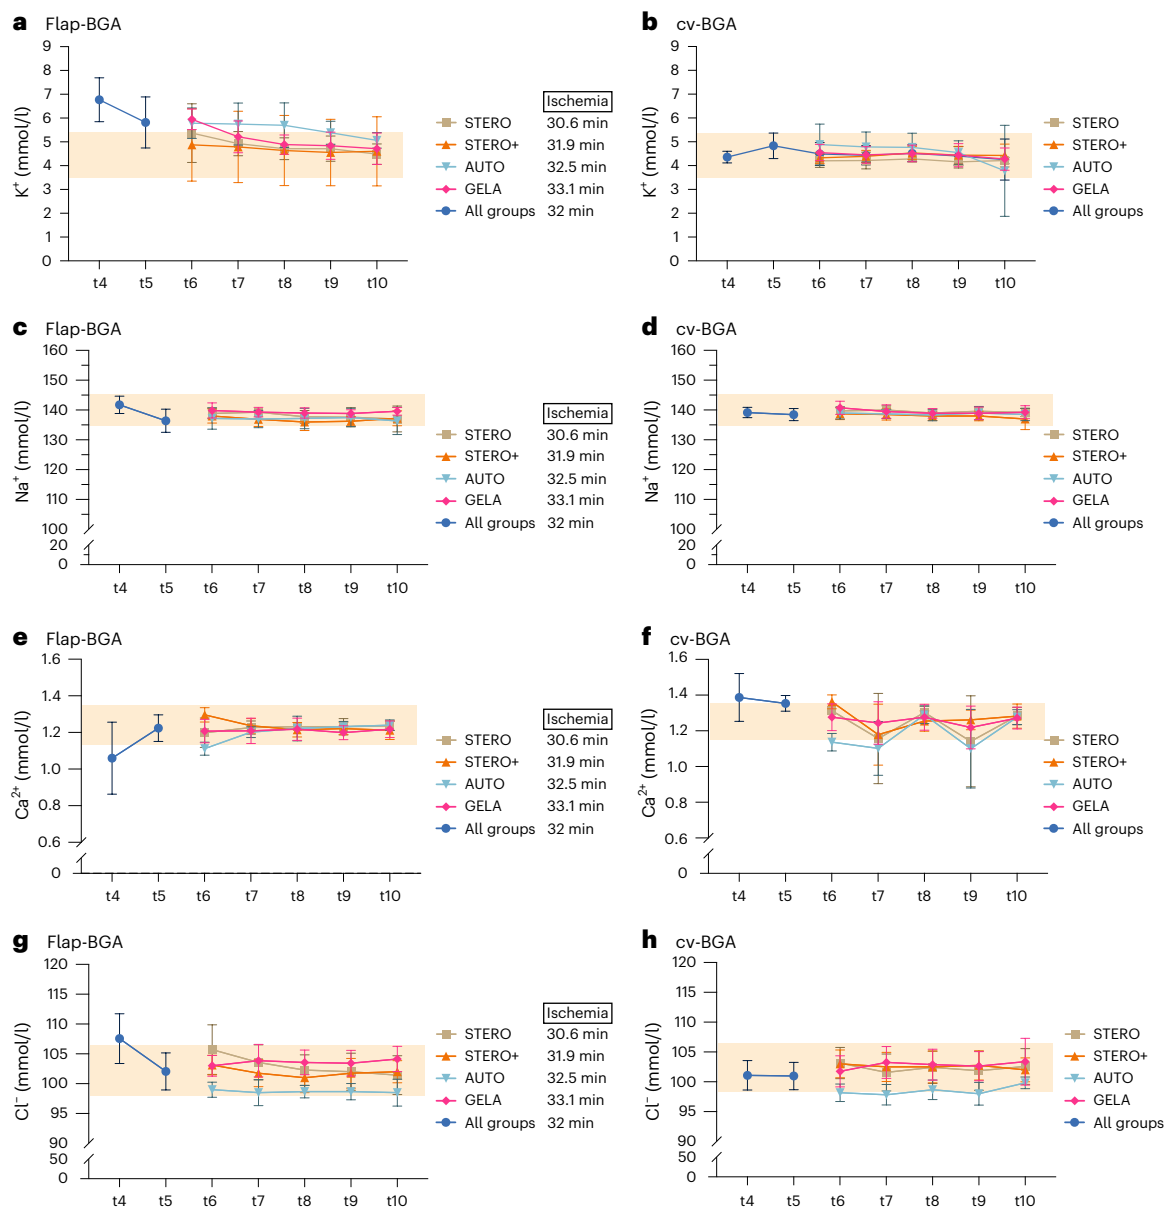 a Flap-BGA
9
8
7
6
5
4
3
2
1
0
K⁺ (mmol/l)
t4 t5 t6 t7 t8 t9 t10
Ischemia
STERO 30.6 min
STERO+ 31.9 min
AUTO 32.5 min
GELA 33.1 min
All groups 32 min
b cv-BGA
9
8
7
6
5
4
3
2
1
0
K⁺ (mmol/l)
t4 t5 t6 t7 t8 t9 t10
STERO
STERO+
AUTO
GELA
All groups
c Flap-BGA
160
150
140
130
120
110
100
20
0
Na⁺ (mmol/l)
t4 t5 t6 t7 t8 t9 t10
Ischemia
STERO 30.6 min
STERO+ 31.9 min
AUTO 32.5 min
GELA 33.1 min
All groups 32 min
d cv-BGA
160
150
140
130
120
110
100
20
0
Na⁺ (mmol/l)
t4 t5 t6 t7 t8 t9 t10
STERO
STERO+
AUTO
GELA
All groups
e Flap-BGA
1.6
1.4
1.2
1.0
0.8
0.6
0
Ca²⁺ (mmol/l)
t4 t5 t6 t7 t8 t9 t10
Ischemia
STERO 30.6 min
STERO+ 31.9 min
AUTO 32.5 min
GELA 33.1 min
All groups 32 min
f cv-BGA
1.6
1.4
1.2
1.0
0.8
0.6
0
Ca²⁺ (mmol/l)
t4 t5 t6 t7 t8 t9 t10
STERO
STERO+
AUTO
GELA
All groups
g Flap-BGA
120
115
110
105
100
95
90
50
0
Cl⁻ (mmol/l)
t4 t5 t6 t7 t8 t9 t10
Ischemia
STERO 30.6 min
STERO+ 31.9 min
AUTO 32.5 min
GELA 33.1 min
All groups 32 min
h cv-BGA
120
115
110
105
100
95
90
50
0
Cl⁻ (mmol/l)
t4 t5 t6 t7 t8 t9 t10
STERO
STERO+
AUTO
GELA
All groups